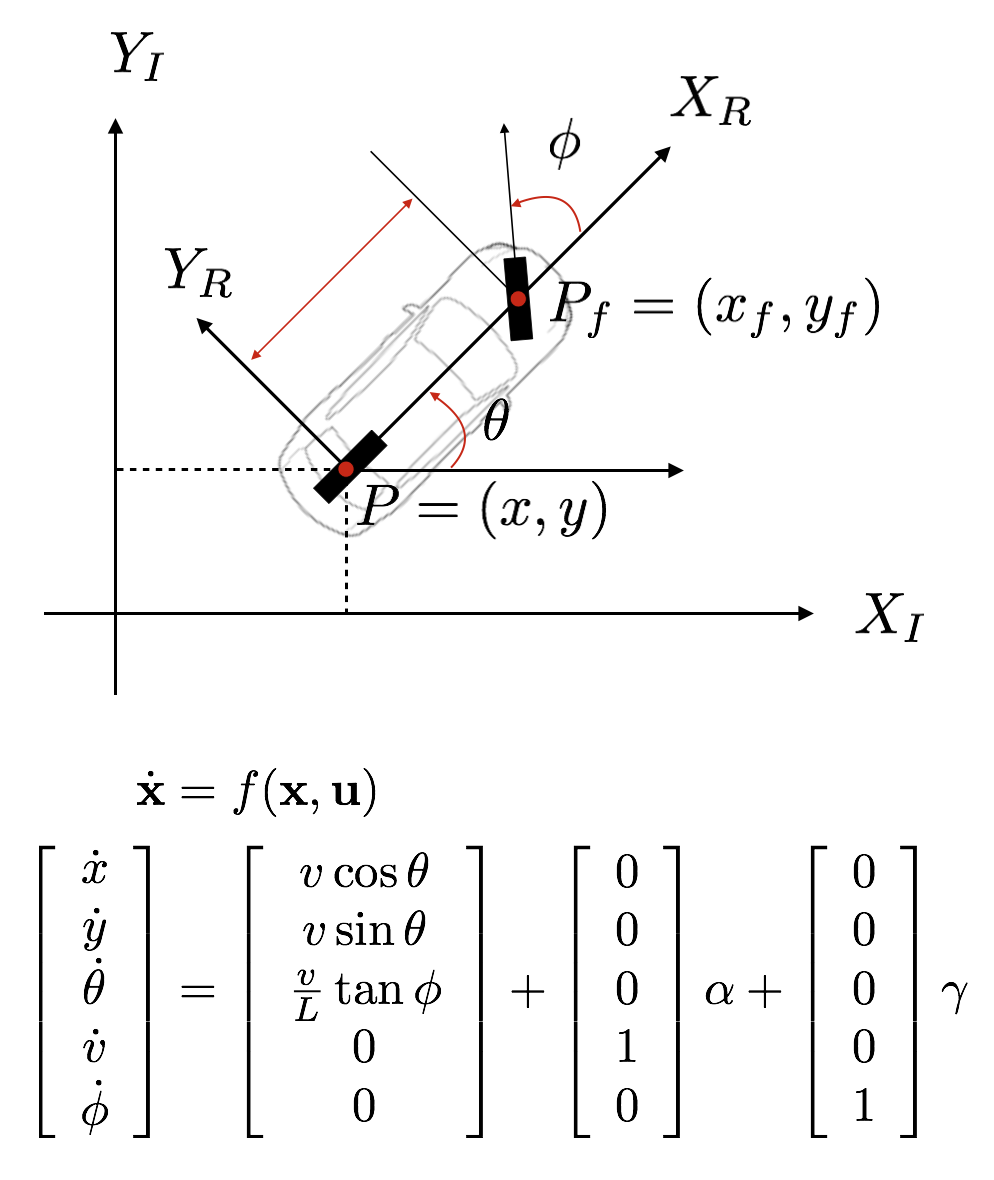 Y_I
X_R
ϕ
Y_R
P_f = (x_f, y_f)
θ
P = (x, y)
X_I
ẋ = f(x, u)
[ẋ ẏ θ̇ v̇ ϕ̇] = [v cos θ v sin θ v/L tan ϕ 0 0] + [0 0 0 1 0] α + [0 0 0 0 1] γ